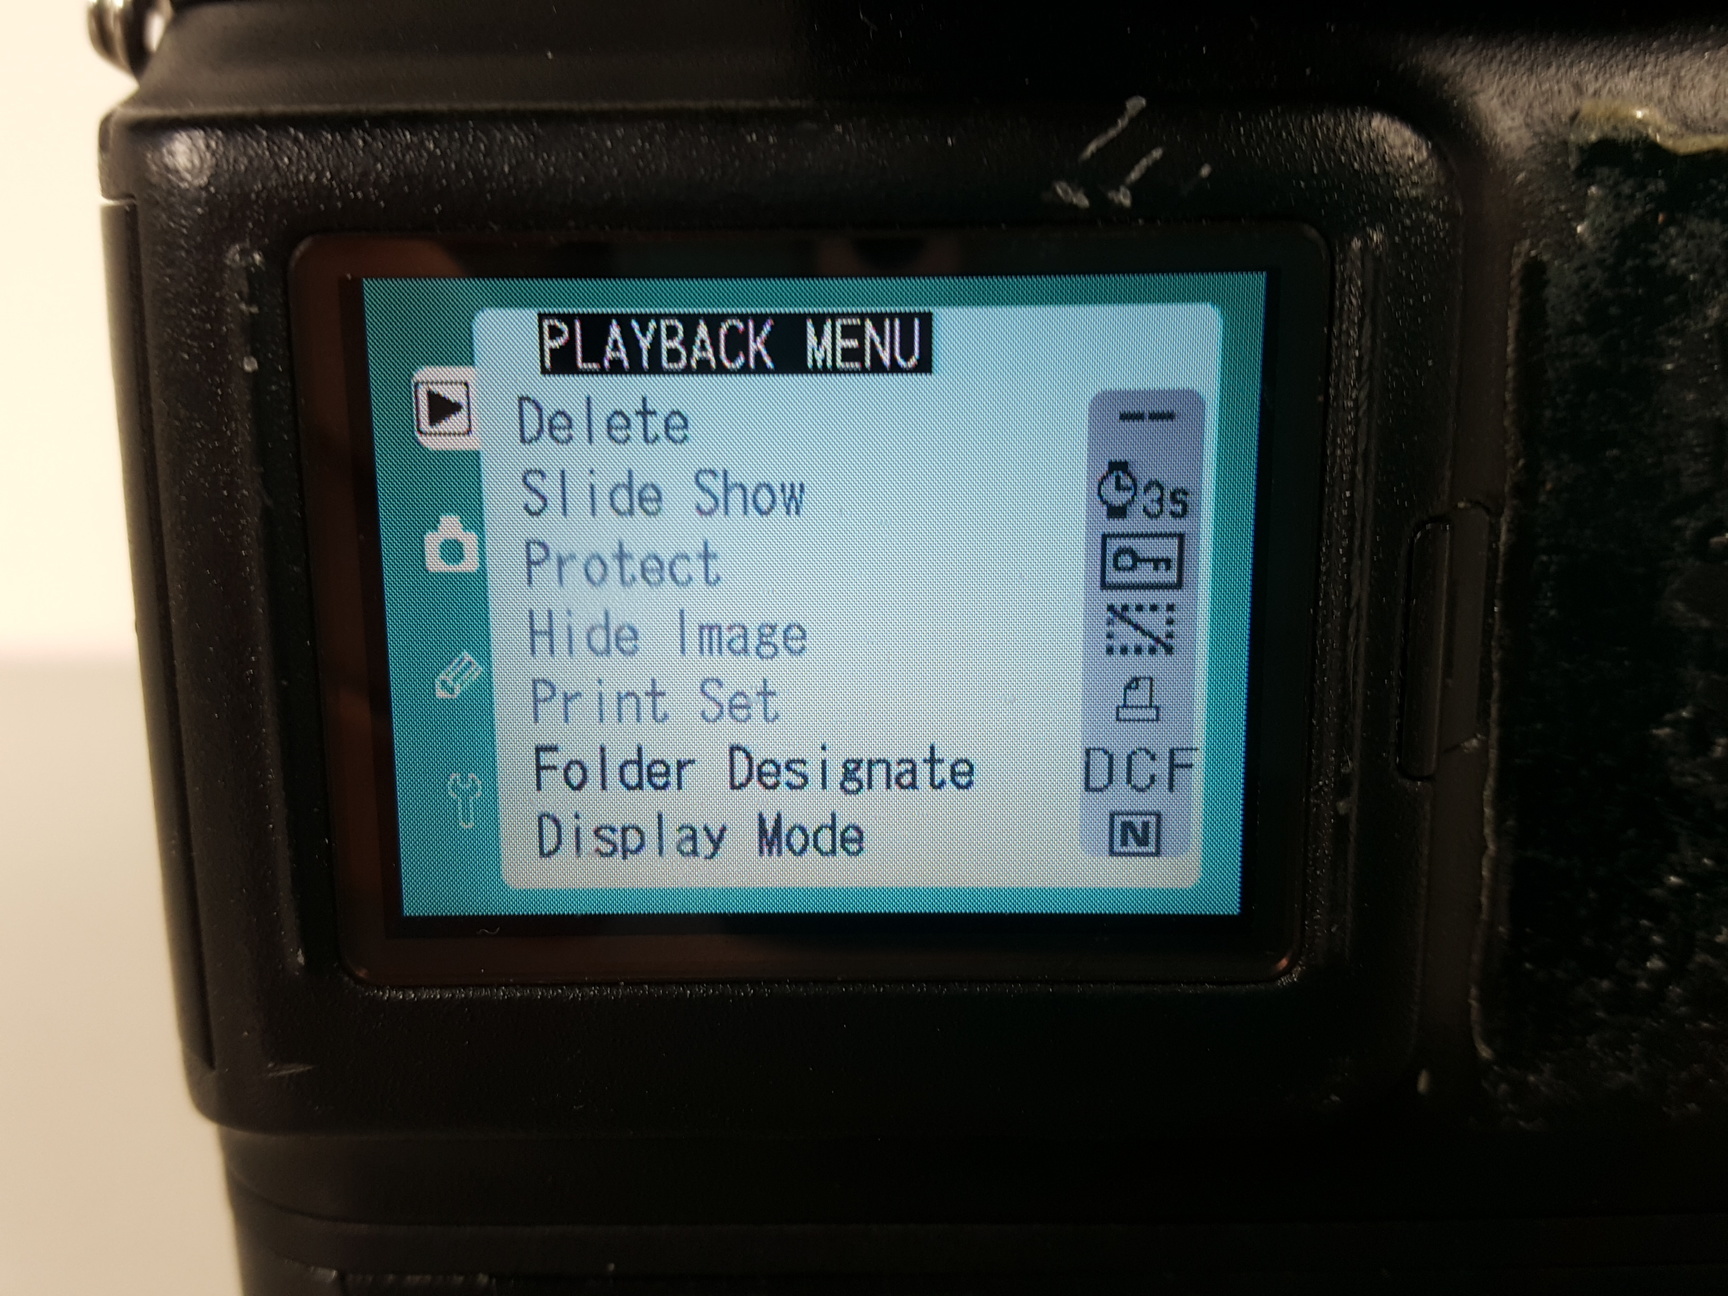 PLAYBACK MENU
Delete --
Slide Show 3s
Protect
Hide Image
Print Set
Folder Designate DCF
Display Mode N